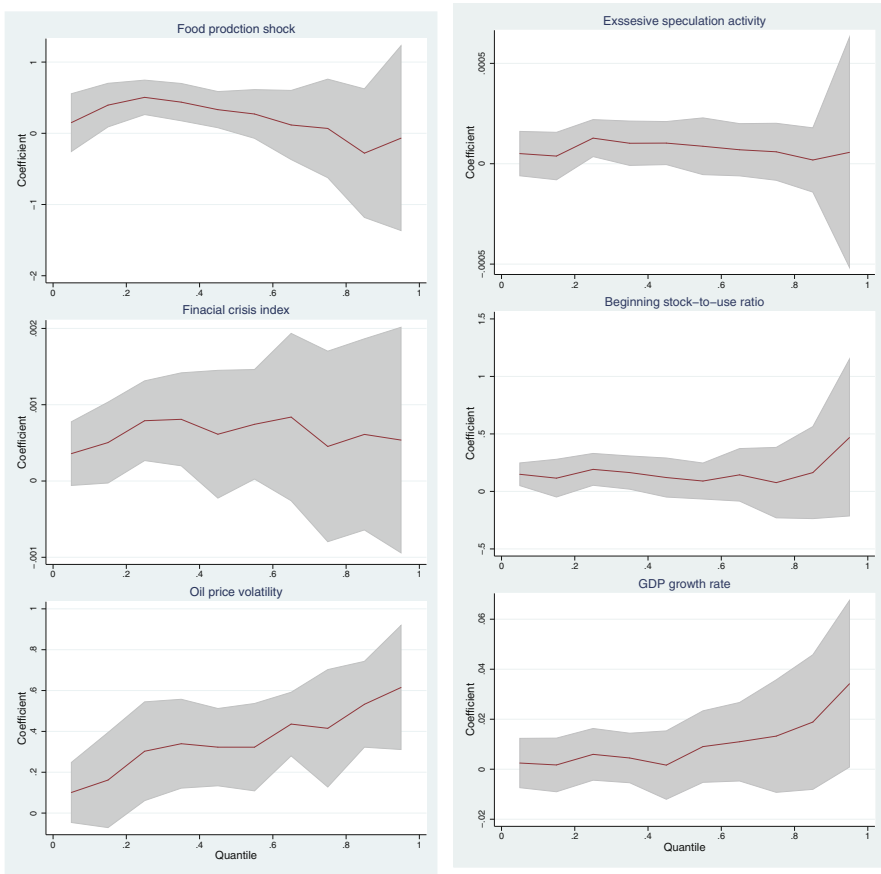 Food prodction shock
Coefficient
1
0
−1
−2
0 .2 .4 .6 .8 1
Finacial crisis index
Coefficient
.002
.001
0
−.001
0 .2 .4 .6 .8 1
Oil price volatility
Coefficient
1
.8
.6
.4
.2
0
0 .2 .4 .6 .8 1
Quantile
Exssesive speculation activity
Coefficient
.0005
0
−.0005
0 .2 .4 .6 .8 1
Beginning stock−to−use ratio
Coefficient
1.5
1
.5
0
−.5
0 .2 .4 .6 .8 1
GDP growth rate
Coefficient
.06
.04
.02
0
−.02
0 .2 .4 .6 .8 1
Quantile